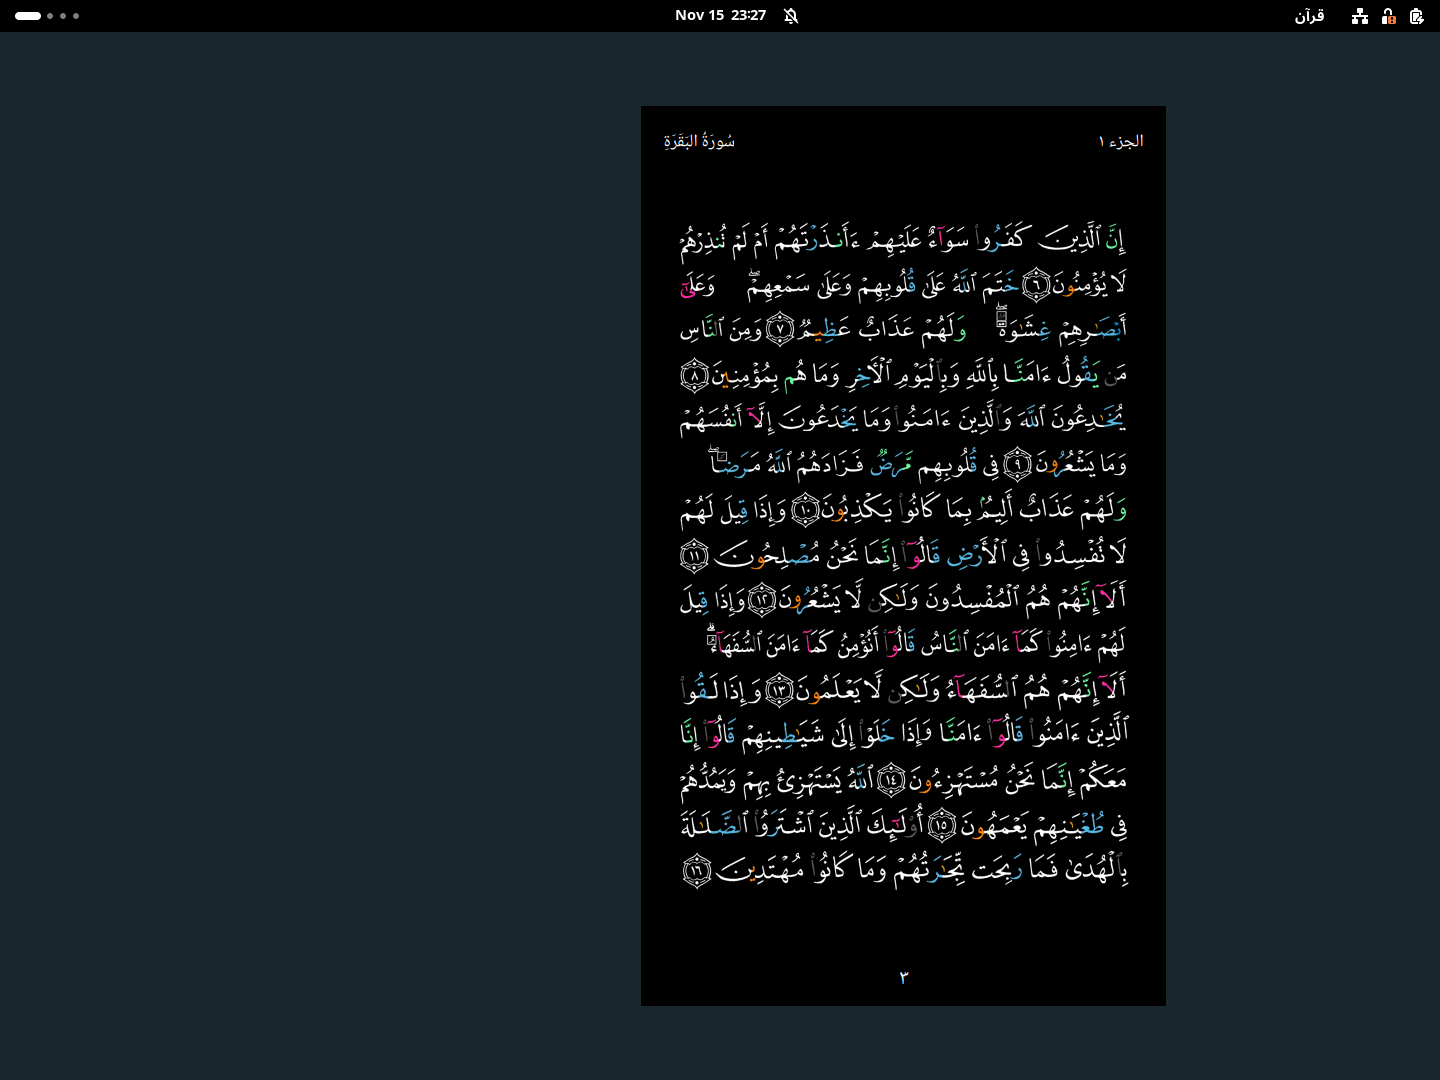 Nov 15 23:27
قرآن
الجزء ١
سُورَةُ البَقَرَةِ
إِنَّ ٱلَّذِينَ كَفَرُوا۟ سَوَآءٌ عَلَيْهِمْ ءَأَنذَرْتَهُمْ أَمْ لَمْ تُنذِرْهُمْ
لَا يُؤْمِنُونَ ٦ خَتَمَ ٱللَّهُ عَلَىٰ قُلُوبِهِمْ وَعَلَىٰ سَمْعِهِمْ ۖ وَعَلَىٰٓ
أَبْصَـٰرِهِمْ غِشَـٰوَةٌ ۖ وَلَهُمْ عَذَابٌ عَظِيمٌ ٧ وَمِنَ ٱلنَّاسِ
مَن يَقُولُ ءَامَنَّا بِٱللَّهِ وَبِٱلْيَوْمِ ٱلْـَٔاخِرِ وَمَا هُم بِمُؤْمِنِينَ ٨
يُخَـٰدِعُونَ ٱللَّهَ وَٱلَّذِينَ ءَامَنُوا۟ وَمَا يَخْدَعُونَ إِلَّآ أَنفُسَهُمْ
وَمَا يَشْعُرُونَ ٩ فِى قُلُوبِهِم مَّرَضٌ فَزَادَهُمُ ٱللَّهُ مَرَضًا ۖ
وَلَهُمْ عَذَابٌ أَلِيمٌۢ بِمَا كَانُوا۟ يَكْذِبُونَ ١٠ وَإِذَا قِيلَ لَهُمْ
لَا تُفْسِدُوا۟ فِى ٱلْأَرْضِ قَالُوٓا۟ إِنَّمَا نَحْنُ مُصْلِحُونَ ١١
أَلَآ إِنَّهُمْ هُمُ ٱلْمُفْسِدُونَ وَلَـٰكِن لَّا يَشْعُرُونَ ١٢ وَإِذَا قِيلَ
لَهُمْ ءَامِنُوا۟ كَمَآ ءَامَنَ ٱلنَّاسُ قَالُوٓا۟ أَنُؤْمِنُ كَمَآ ءَامَنَ ٱلسُّفَهَآءُ ۗ
أَلَآ إِنَّهُمْ هُمُ ٱلسُّفَهَآءُ وَلَـٰكِن لَّا يَعْلَمُونَ ١٣ وَإِذَا لَقُوا۟
ٱلَّذِينَ ءَامَنُوا۟ قَالُوٓا۟ ءَامَنَّا وَإِذَا خَلَوْا۟ إِلَىٰ شَيَـٰطِينِهِمْ قَالُوٓا۟ إِنَّا
مَعَكُمْ إِنَّمَا نَحْنُ مُسْتَهْزِءُونَ ١٤ ٱللَّهُ يَسْتَهْزِئُ بِهِمْ وَيَمُدُّهُمْ
فِى طُغْيَـٰنِهِمْ يَعْمَهُونَ ١٥ أُو۟لَـٰٓئِكَ ٱلَّذِينَ ٱشْتَرَوُا۟ ٱلضَّلَـٰلَةَ
بِٱلْهُدَىٰ فَمَا رَبِحَت تِّجَـٰرَتُهُمْ وَمَا كَانُوا۟ مُهْتَدِينَ ١٦
٣